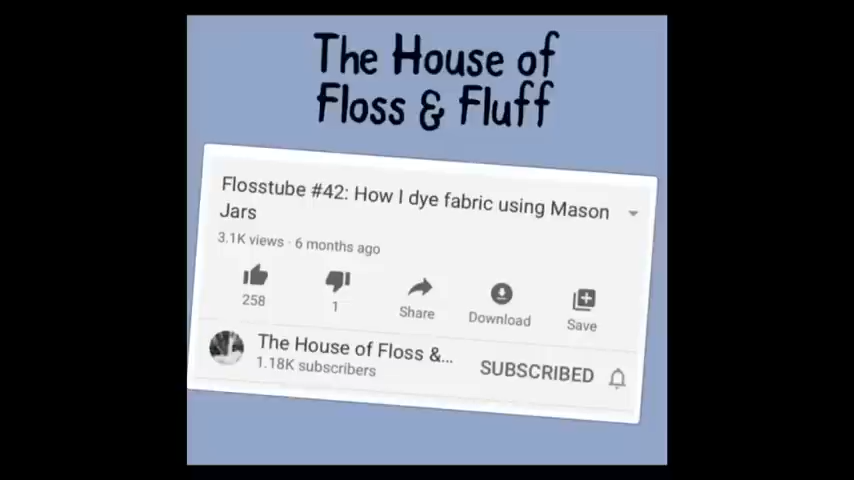 The House of
Floss & Fluff
Flosstube #42: How I dye fabric using Mason
Jars
3.1K views · 6 months ago
258
1
Share
Download
Save
The House of Floss &...
1.18K subscribers
SUBSCRIBED